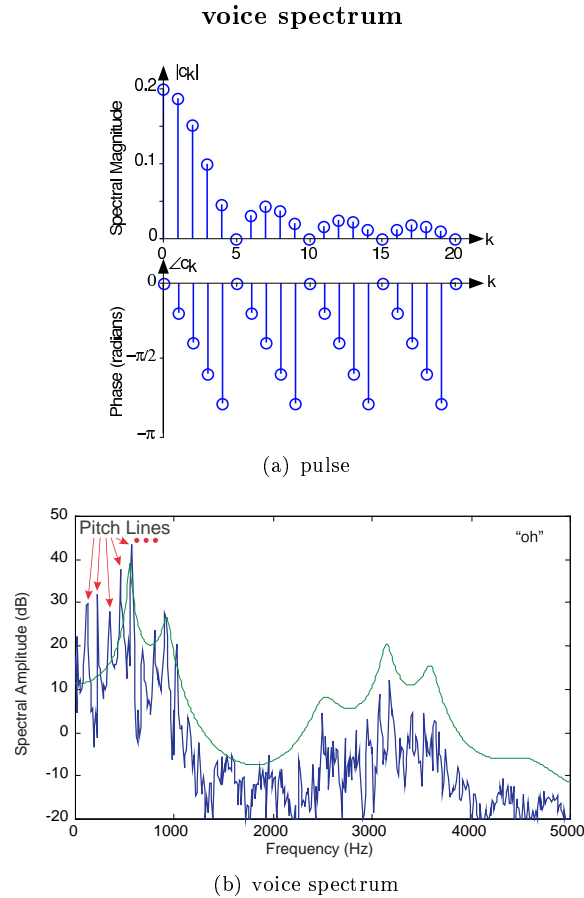 voice spectrum
|ck|
Spectral Magnitude
0.2
0.1
0
0 5 10 15 20 k
∠ck
k
Phase (radians)
0
−π/2
−π
(a) pulse
50
40
30
20
10
0
-10
-20
Pitch Lines
“oh”
Spectral Amplitude (dB)
0 1000 2000 3000 4000 5000
Frequency (Hz)
(b) voice spectrum